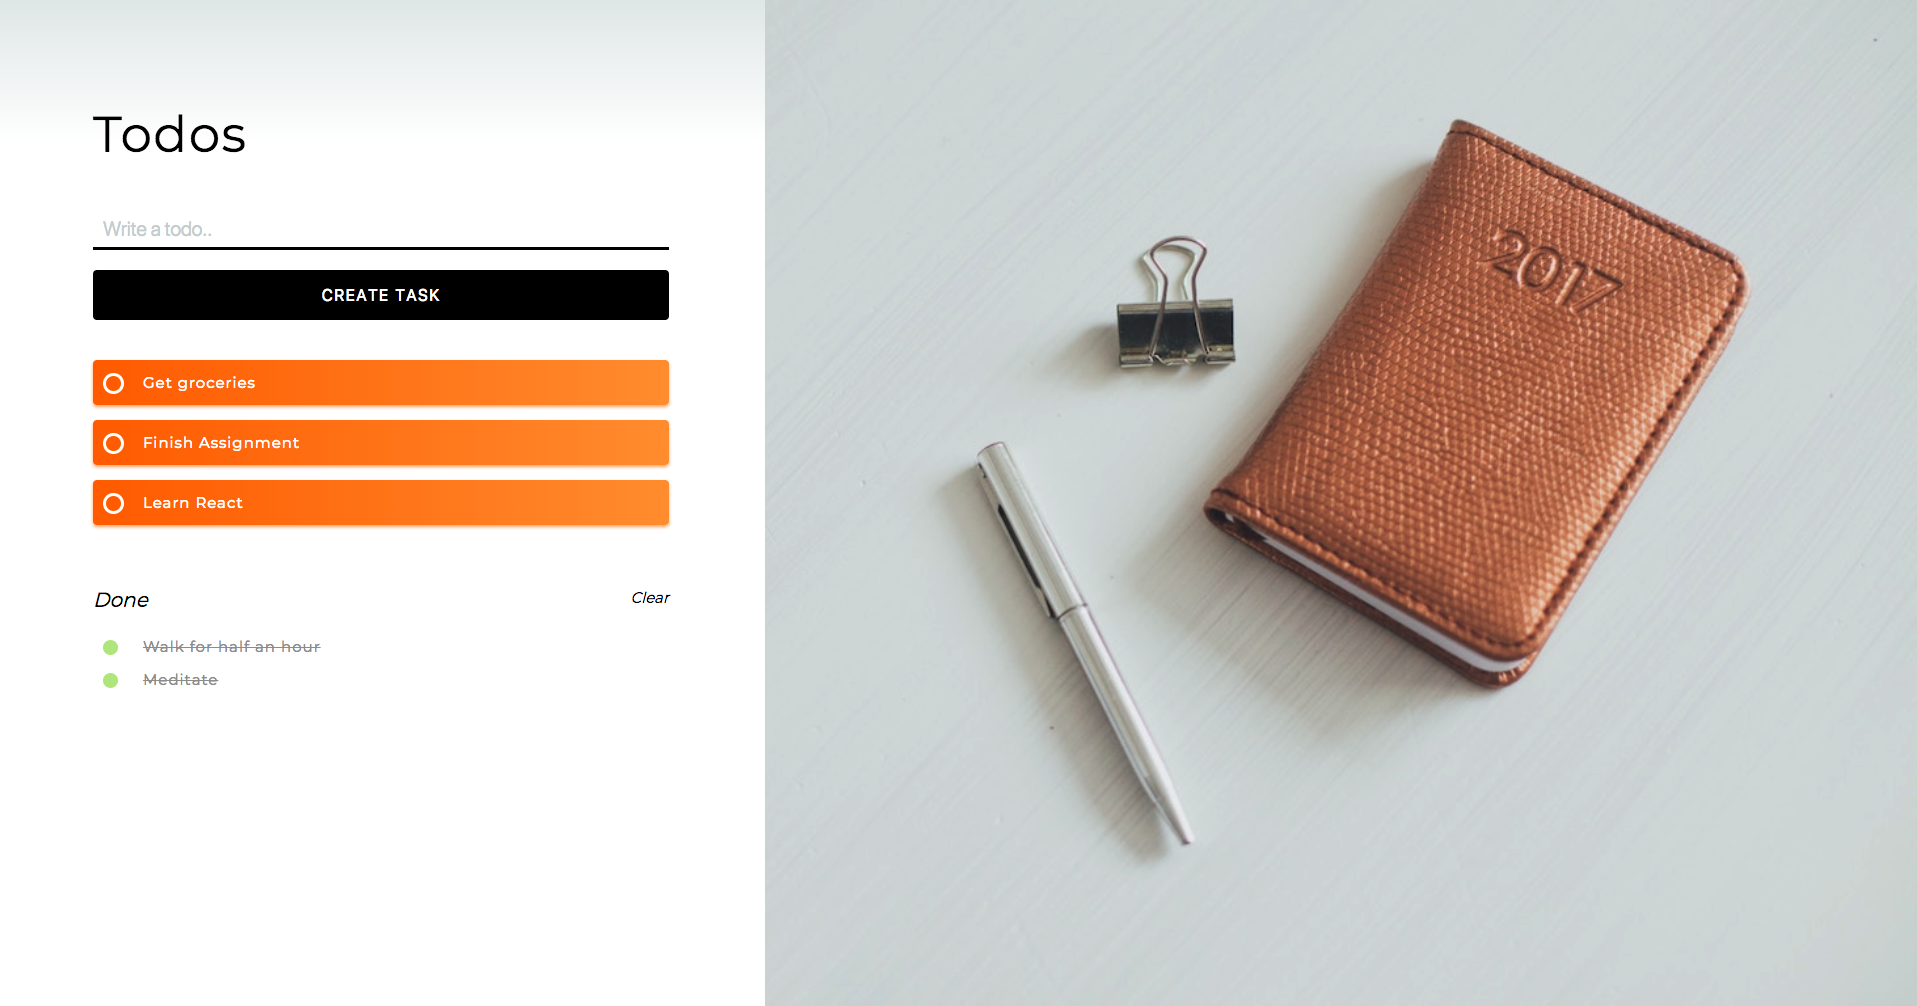 Todos
Write a todo..
CREATE TASK
Get groceries
Finish Assignment
Learn React
Done
Clear
Walk for half an hour
Meditate
2017